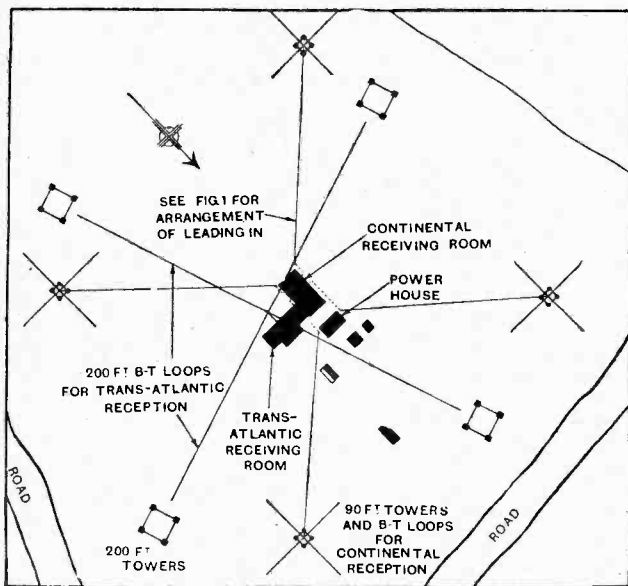 SEE FIG.1 FOR
ARRANGEMENT
OF LEADING IN
CONTINENTAL
RECEIVING ROOM
POWER
HOUSE
200 FT B-T LOOPS
FOR TRANS-ATLANTIC
RECEPTION
TRANS-
ATLANTIC
RECEIVING
ROOM
ROAD
200 FT
TOWERS
90 FT TOWERS
AND B-T LOOPS
FOR
CONTINENTAL
RECEPTION
ROAD